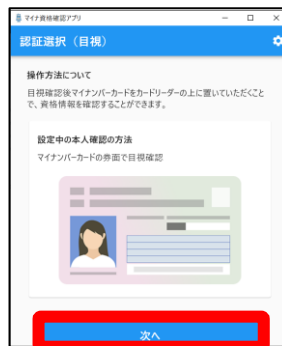 マイナ資格確認アプリ
認証選択（目視）
操作方法について
目視確認後マイナンバーカードをカードリーダーの上に置いていただくこと
で、資格情報を確認することができます。
設定中の本人確認の方法
マイナンバーカードの券面で目視確認
次へ